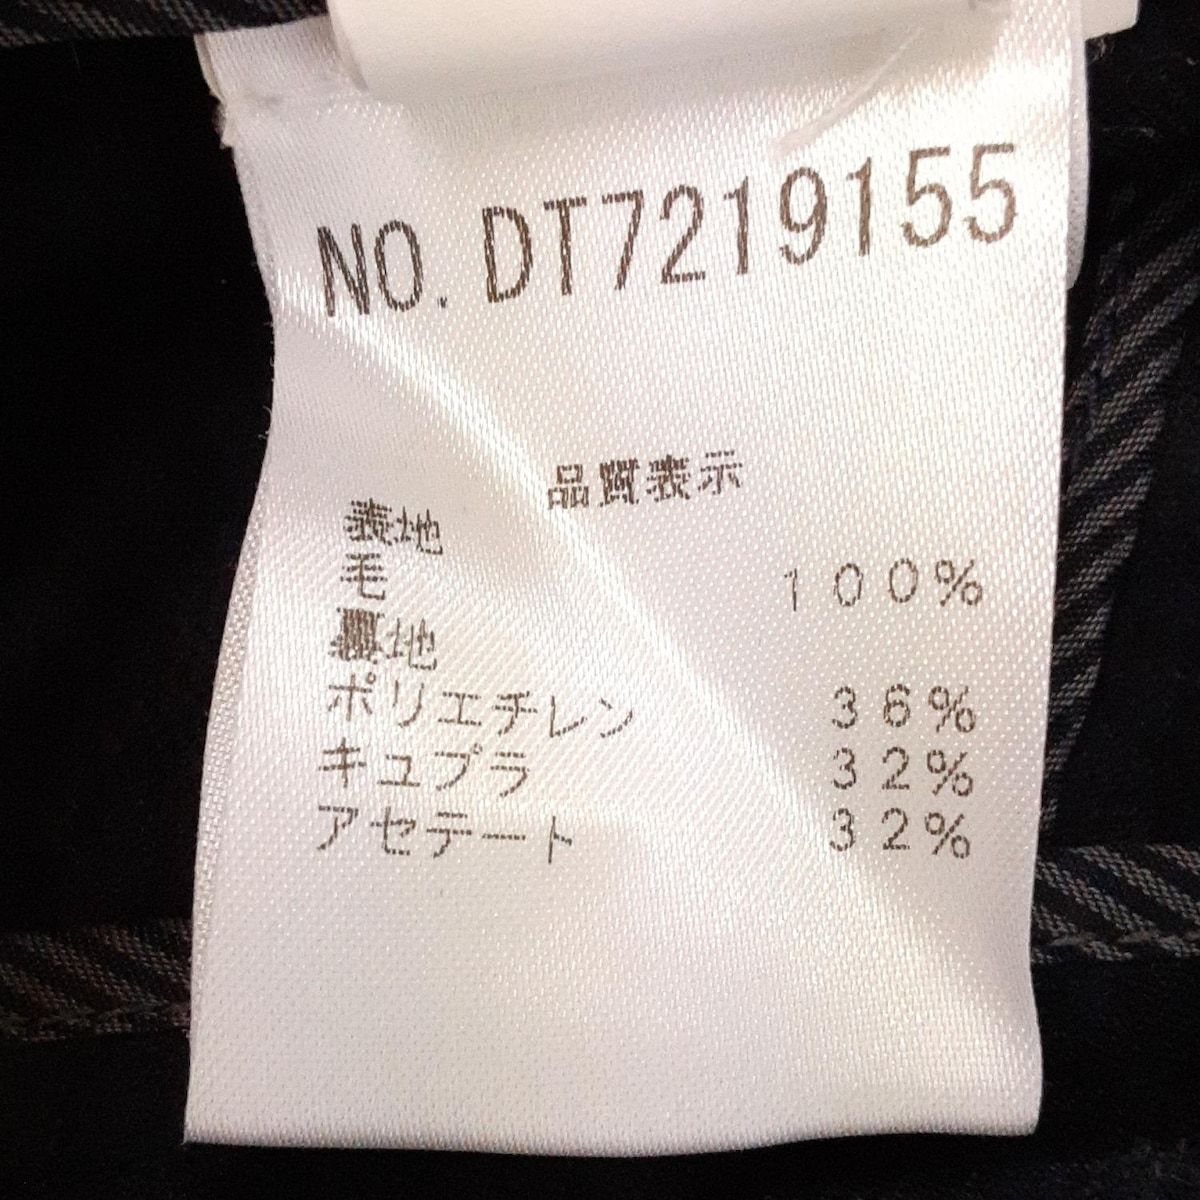 NO. DT7219155
品質表示
表地
毛 100%
裏地
ポリエチレン 36%
キュプラ 32%
アセテート 32%